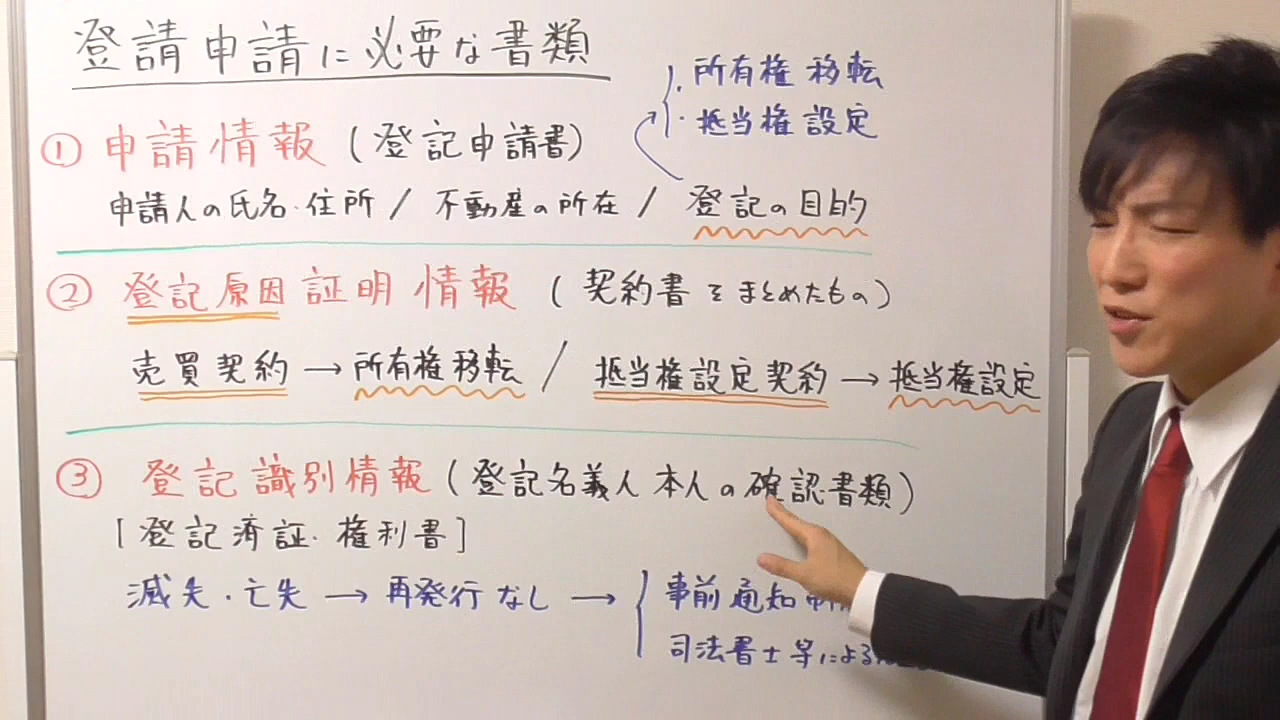 登請申請に必要な書類
・所有権移転
・抵当権設定
① 申請情報 (登記申請書)
申請人の氏名・住所 / 不動産の所在 / 登記の目的
② 登記原因証明情報 (契約書をまとめたもの)
売買契約 → 所有権移転 / 抵当権設定契約 → 抵当権設定
③ 登記識別情報 (登記名義人本人の確認書類)
[登記済証・権利書]
滅失・亡失 → 再発行なし → 事前通知制
司法書士等による